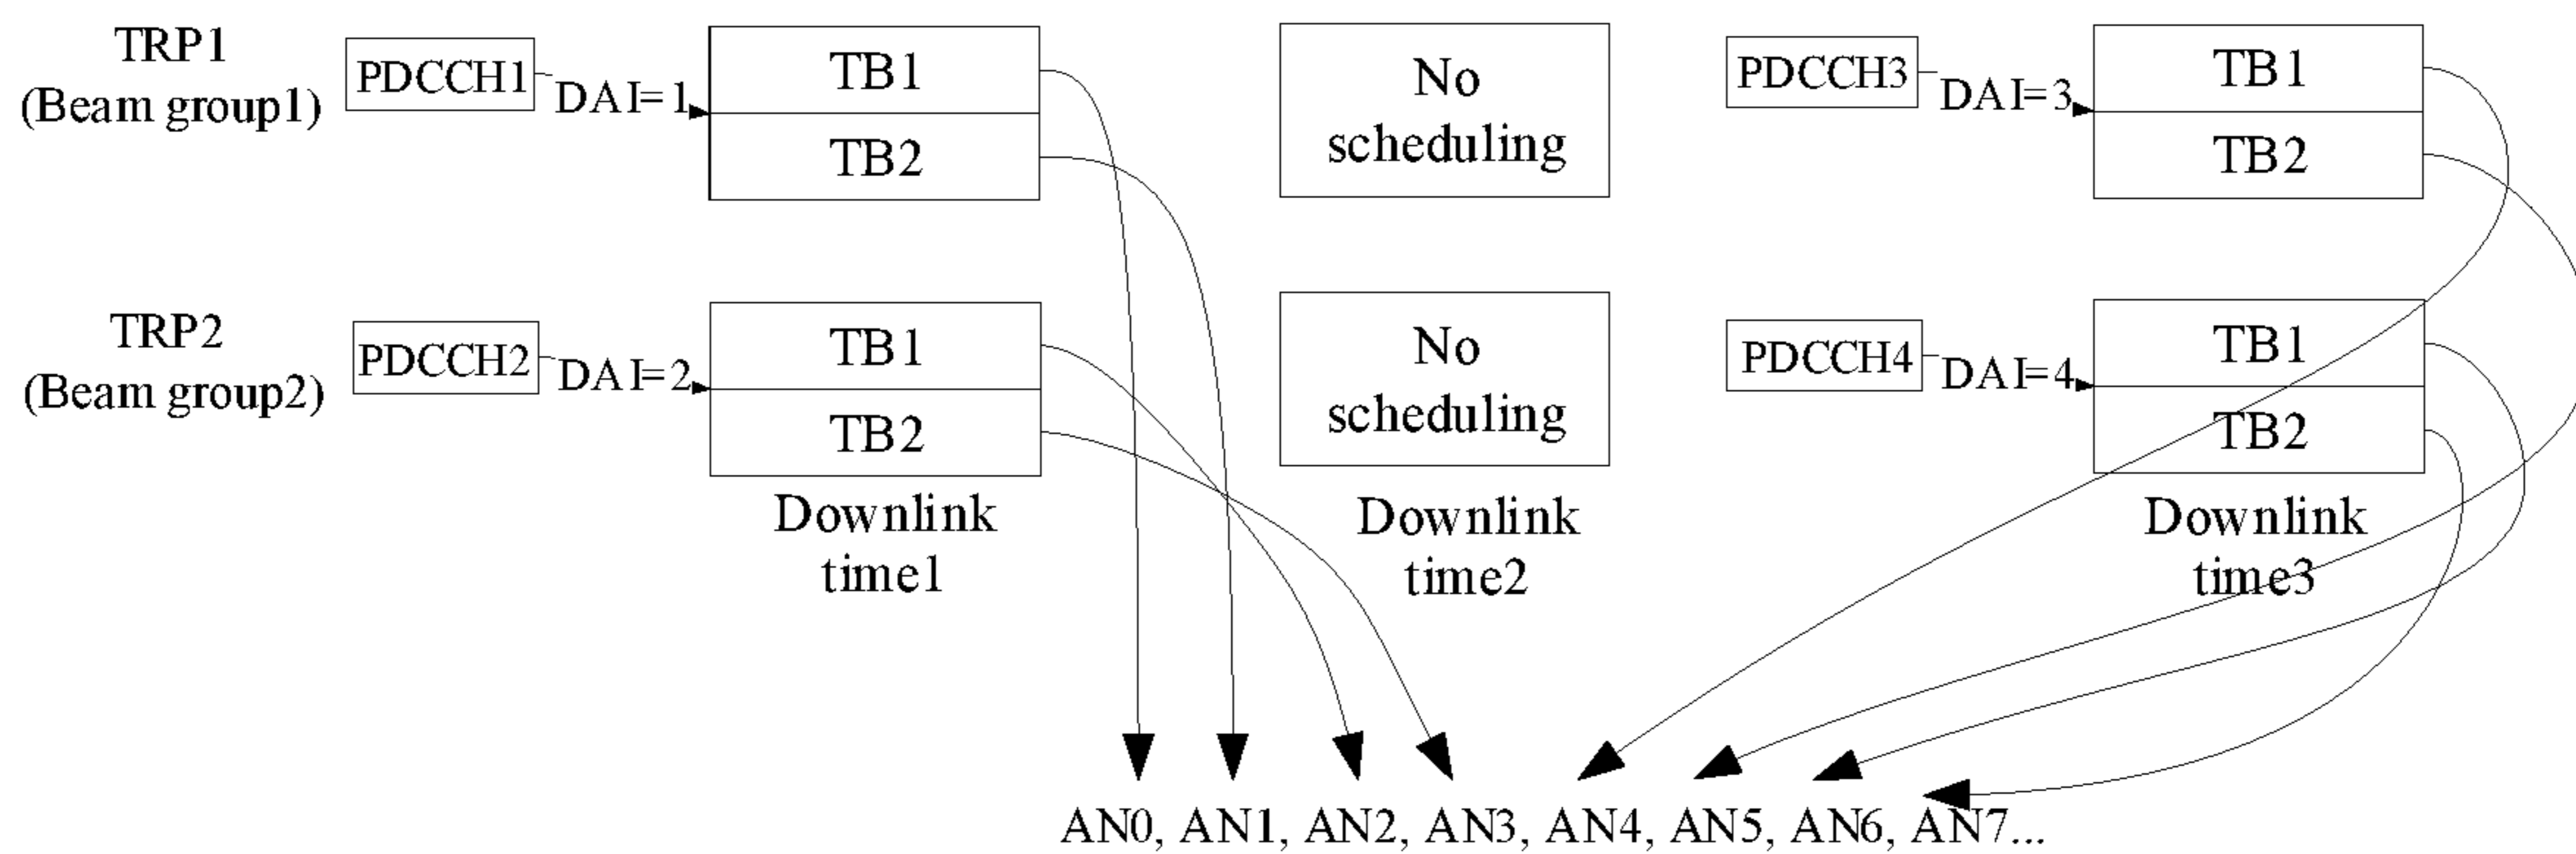 TRP1
(Beam group1)
PDCCH1
DAI=1
TB1
TB2
No
scheduling
PDCCH3
DAI=3
TB1
TB2
TRP2
(Beam group2)
PDCCH2
DAI=2
TB1
TB2
No
scheduling
PDCCH4
DAI=4
TB1
TB2
Downlink
time1
Downlink
time2
Downlink
time3
AN0, AN1, AN2, AN3, AN4, AN5, AN6, AN7...